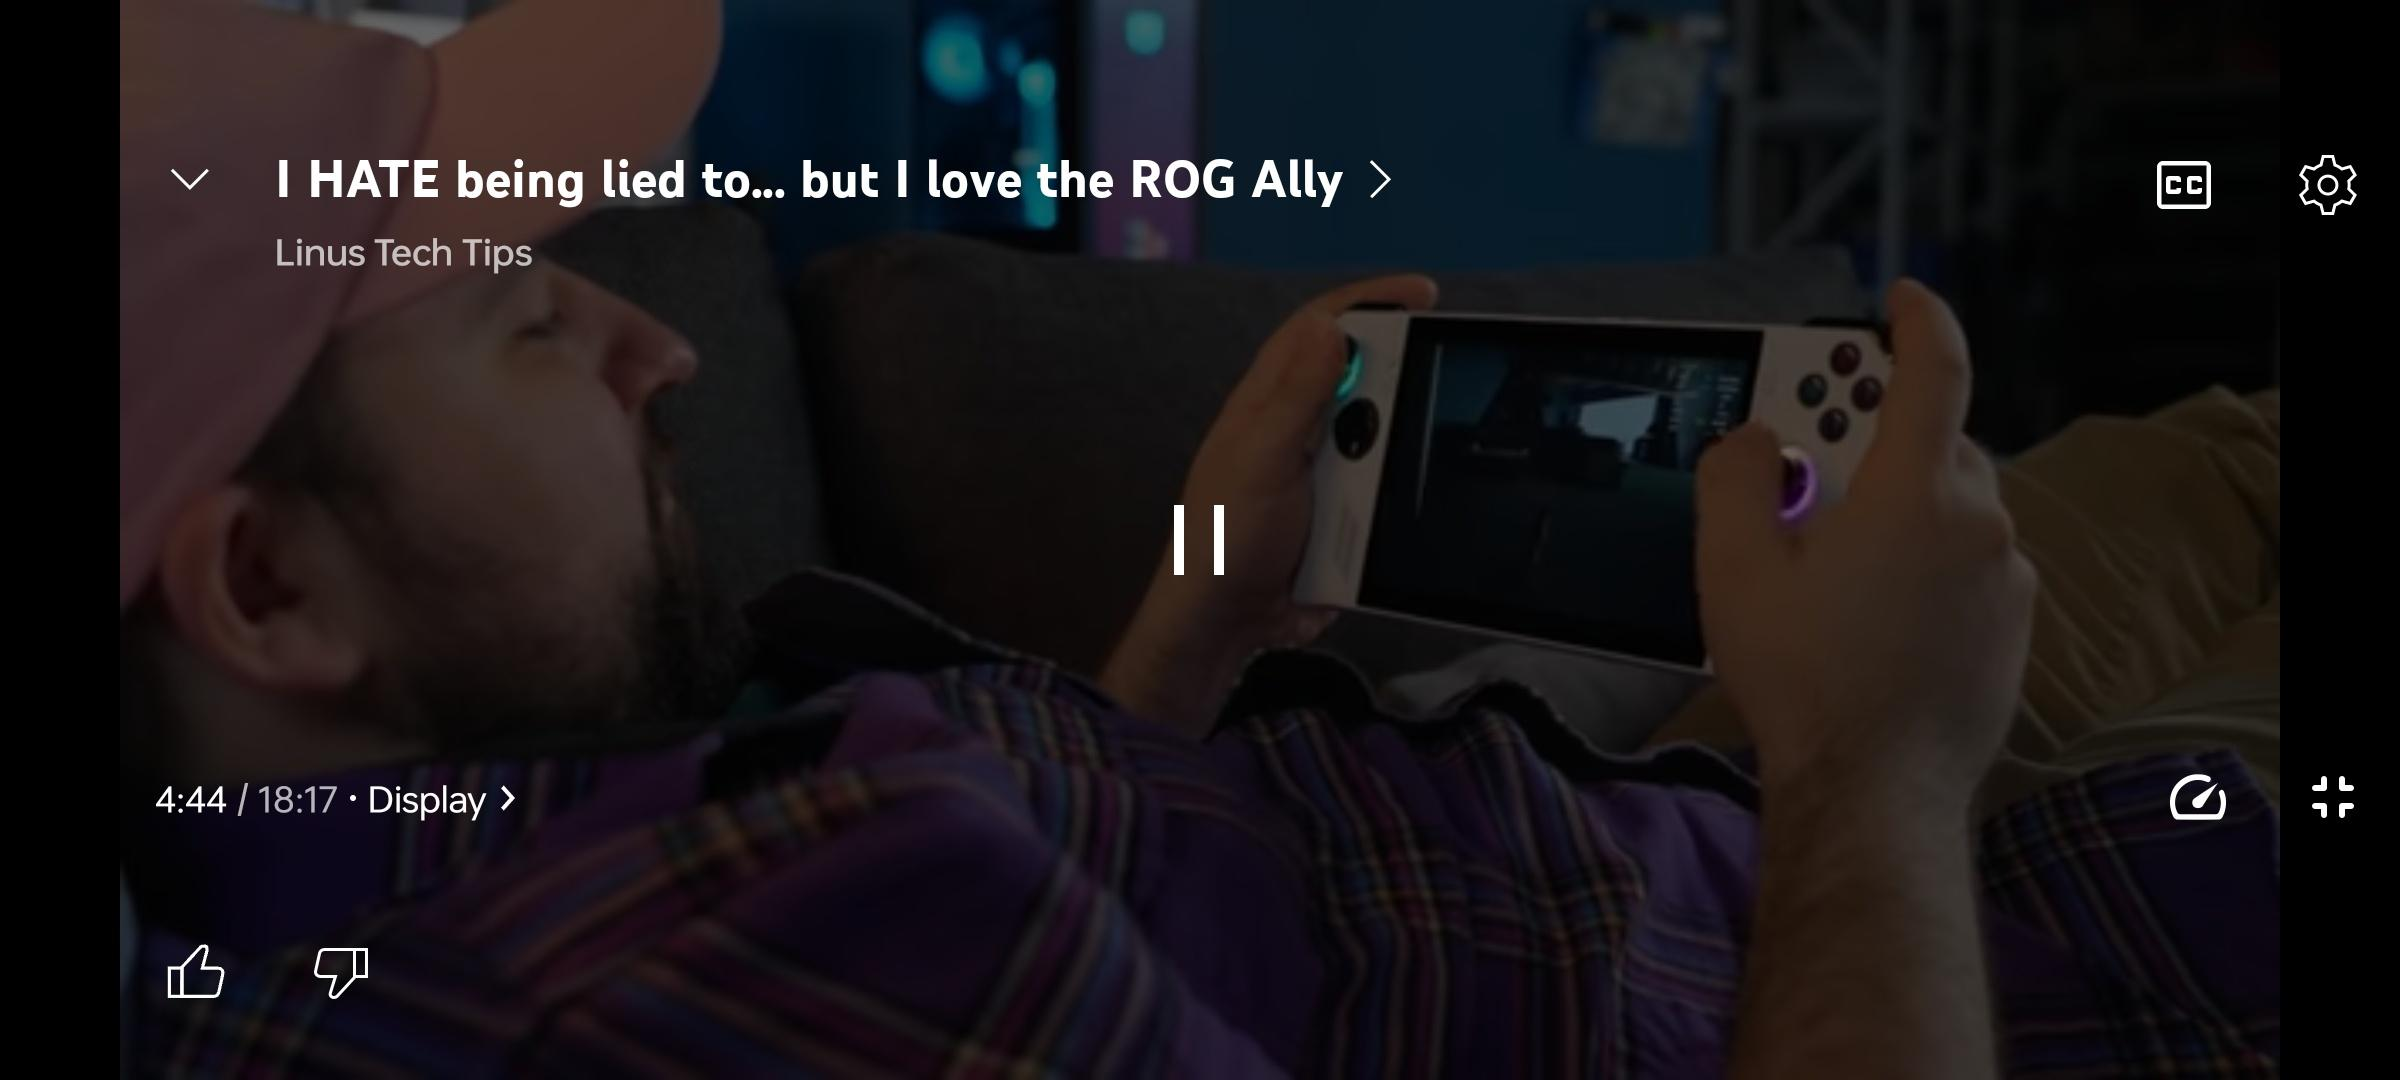 I HATE being lied to... but I love the ROG Ally
Linus Tech Tips
CC
4:44 / 18:17 · Display